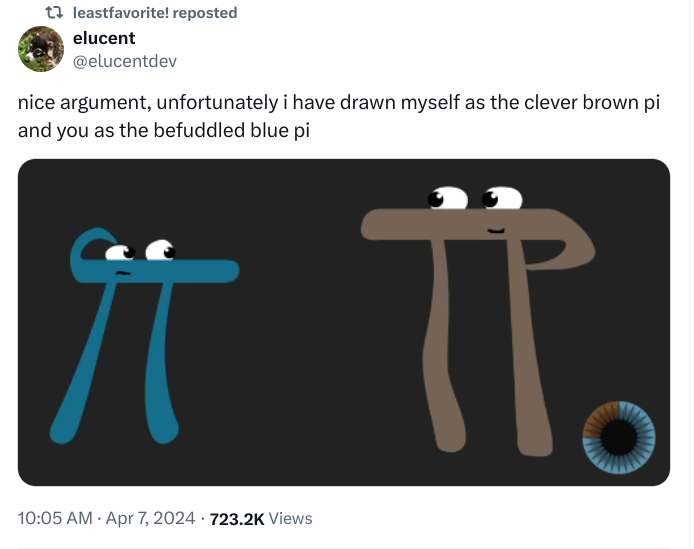 leastfavorite! reposted
elucent
@elucentdev
nice argument, unfortunately i have drawn myself as the clever brown pi
and you as the befuddled blue pi
10:05 AM · Apr 7, 2024 · 723.2K Views